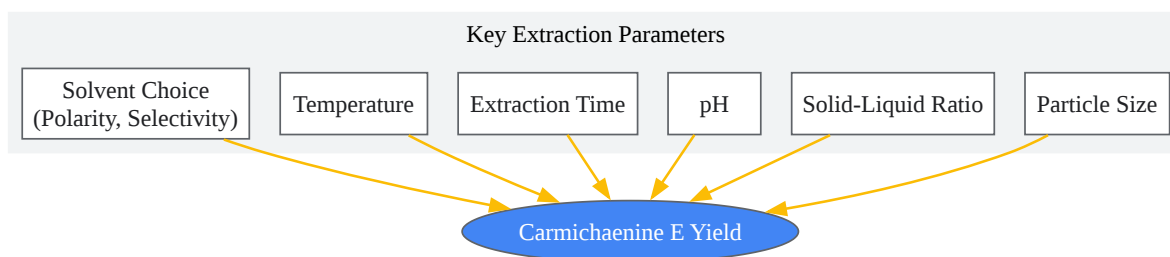 Key Extraction Parameters
Solvent Choice
(Polarity, Selectivity)
Temperature
Extraction Time
pH
Solid-Liquid Ratio
Particle Size
Carmichaenine E Yield